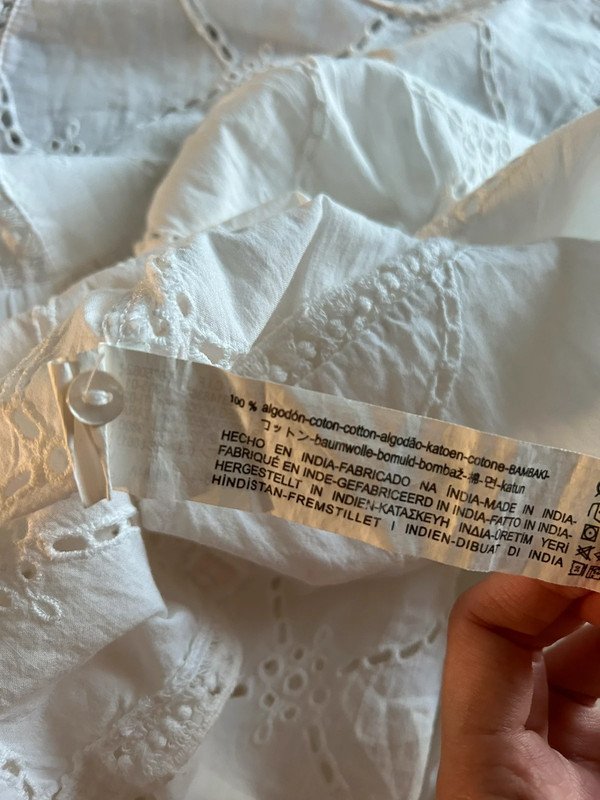 100 % algodón-coton-cotton-algodão-katoen-cotone-ΒΑΜΒΑΚΙ-
コットン-baumwolle-bomuld-bombaž-棉-면-katun
HECHO EN INDIA-FABRICADO NA ÍNDIA-MADE IN INDIA-
FABRIQUÉ EN INDE-GEFABRICEERD IN INDIA-FATTO IN INDIA-
HERGESTELLT IN INDIEN-ΚΑΤΑΣΚΕΥΗ ΙΝΔΙΑ-ÜRETİM YERİ
HİNDİSTAN-FREMSTILLET I INDIEN-DIBUAT DI INDIA